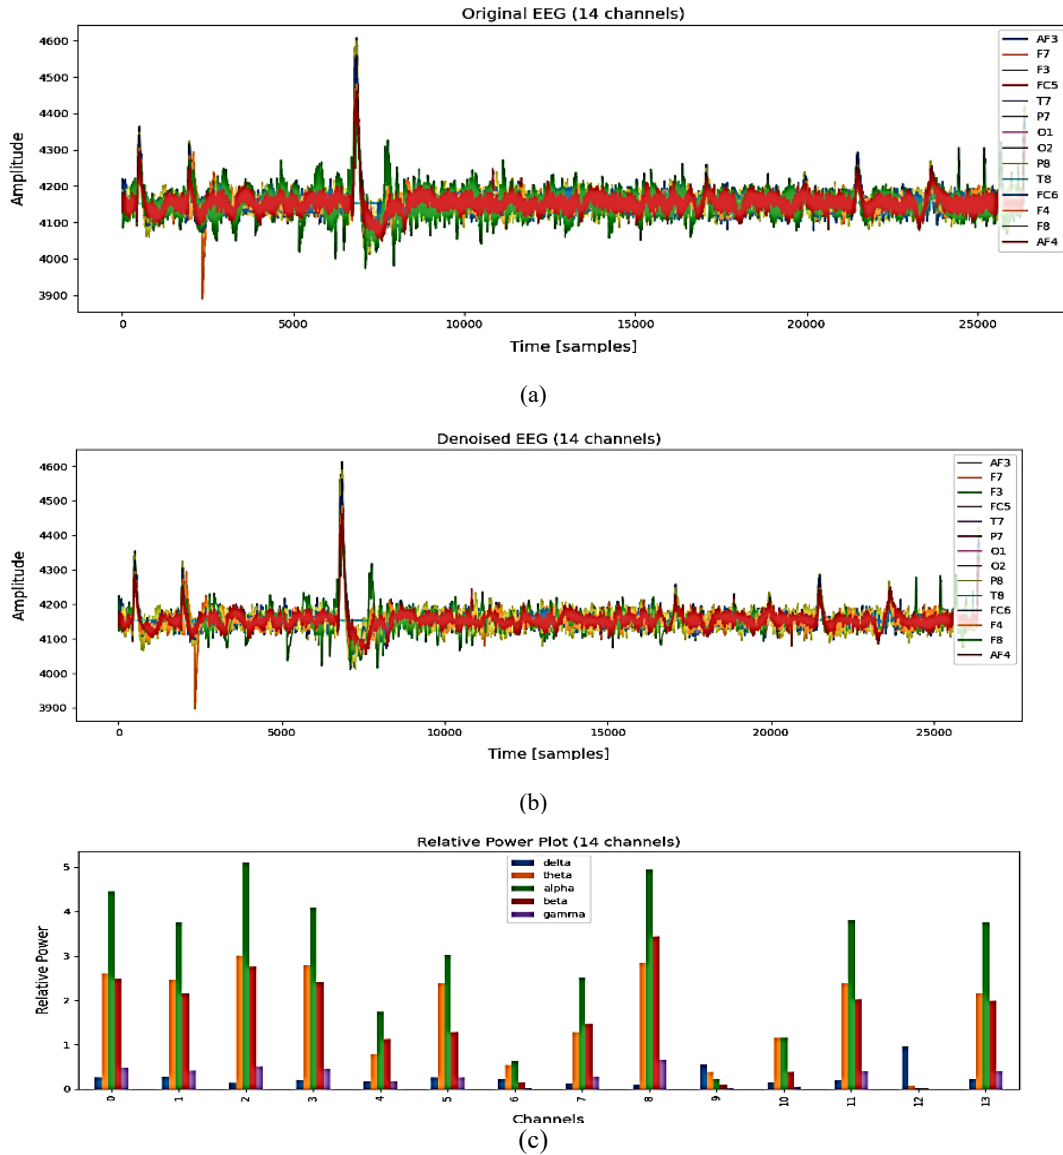 Original EEG (14 channels)
4600
4500
4400
4300
4200
4100
4000
3900
Amplitude
AF3
F7
F3
FC5
T7
P7
O1
O2
P8
T8
FC6
F4
F8
AF4
0 5000 10000 15000 20000 25000
Time [samples]
(a)
Denoised EEG (14 channels)
4600
4500
4400
4300
4200
4100
4000
3900
Amplitude
AF3
F7
F3
FC5
T7
P7
O1
O2
P8
T8
FC6
F4
F8
AF4
0 5000 10000 15000 20000 25000
Time [samples]
(b)
Relative Power Plot (14 channels)
5
4
3
2
1
0
Relative Power
delta
theta
alpha
beta
gamma
0 1 2 3 4 5 6 7 8 9 10 11 12 13
Channels
(c)